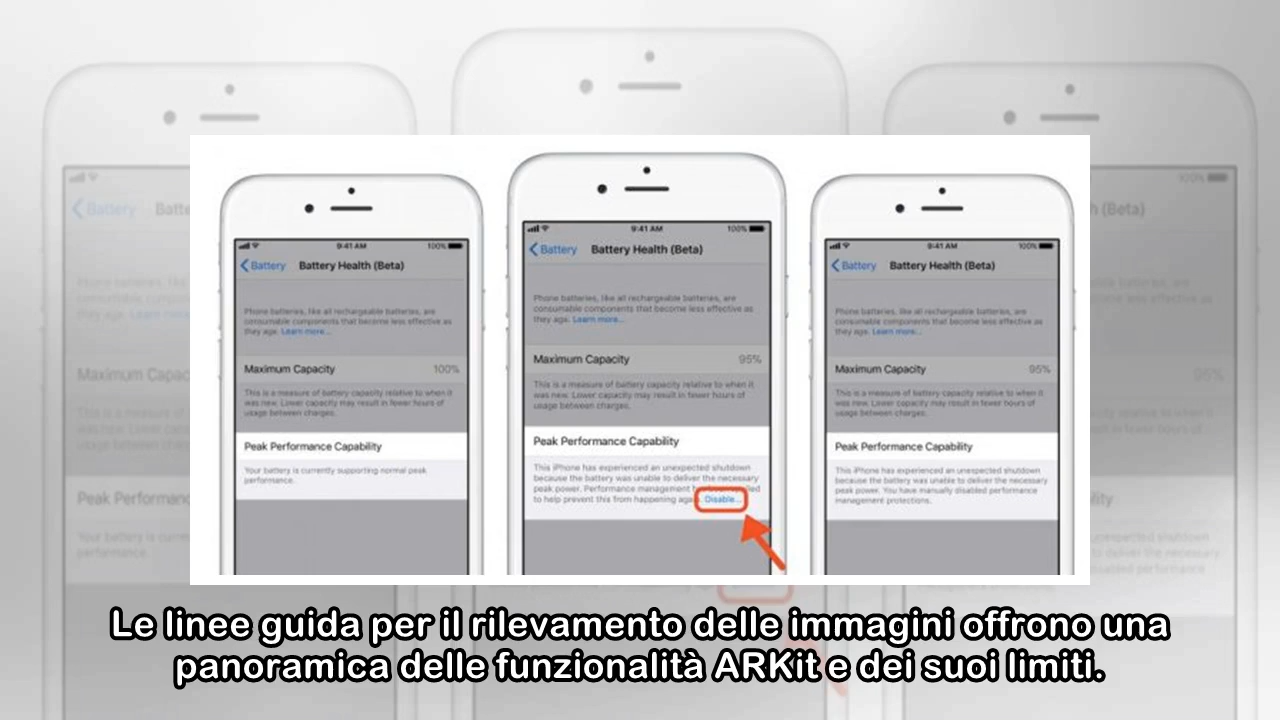 9:41 AM 100%
Battery Battery Health (Beta)
Phone batteries, like all rechargeable batteries, are
consumable components that become less effective as
they age. Learn more...
Maximum Capacity 100%
This is a measure of battery capacity relative to when it
was new. Lower capacity may result in fewer hours of
usage between charges.
Peak Performance Capability
Your battery is currently supporting normal peak
performance.
9:41 AM 100%
Battery Battery Health (Beta)
Phone batteries, like all rechargeable batteries, are
consumable components that become less effective as
they age. Learn more...
Maximum Capacity 95%
This is a measure of battery capacity relative to when it
was new. Lower capacity may result in fewer hours of
usage between charges.
Peak Performance Capability
This iPhone has experienced an unexpected shutdown
because the battery was unable to deliver the necessary
peak power. Performance management
to help prevent this from happening again. Disable...
9:41 AM 100%
Battery Battery Health (Beta)
Phone batteries, like all rechargeable batteries, are
consumable components that become less effective as
they age. Learn more...
Maximum Capacity 95%
This is a measure of battery capacity relative to when it
was new. Lower capacity may result in fewer hours of
usage between charges.
Peak Performance Capability
This iPhone has experienced an unexpected shutdown
because the battery was unable to deliver the necessary
peak power. You have manually disabled performance
management protections.
Le linee guida per il rilevamento delle immagini offrono una
panoramica delle funzionalità ARKit e dei suoi limiti.